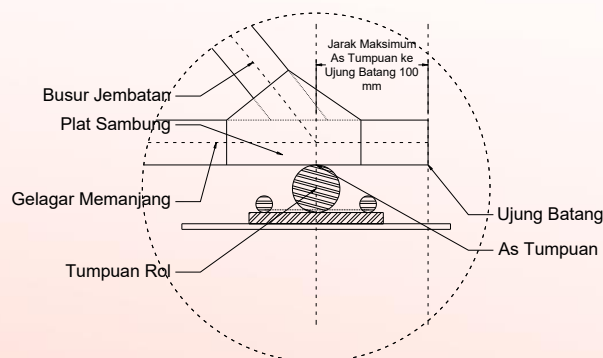 Jarak Maksimum
As Tumpuan ke
Ujung Batang 100
mm
Busur Jembatan
Plat Sambung
Gelagar Memanjang
Ujung Batang
As Tumpuan
Tumpuan Rol